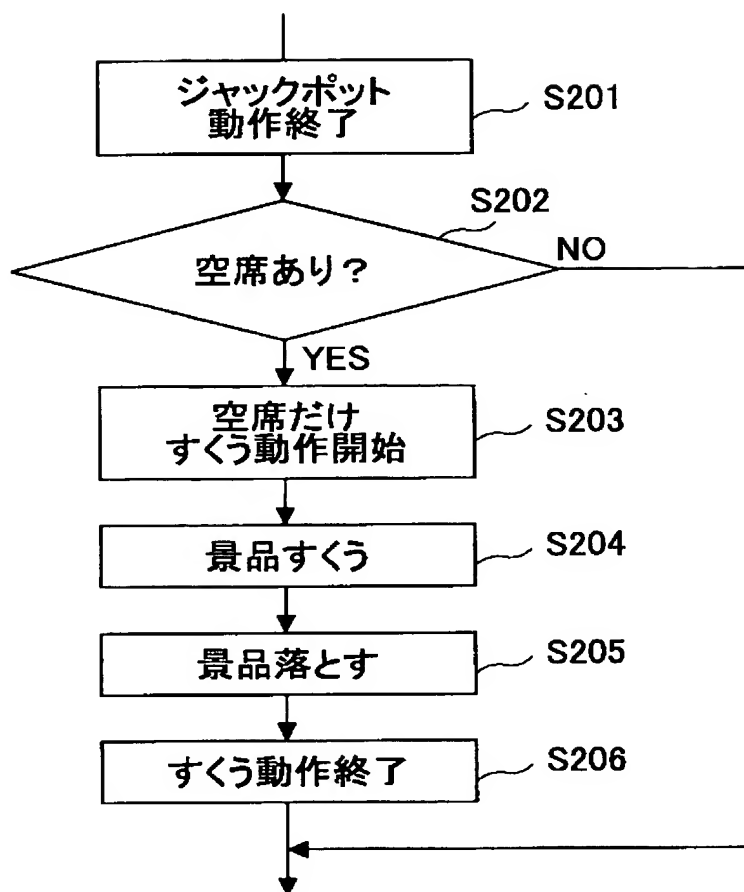 ジャックポット
動作終了
S201
S202
空席あり？
NO
YES
空席だけ
すくう動作開始
S203
景品すくう
S204
景品落とす
S205
すくう動作終了
S206